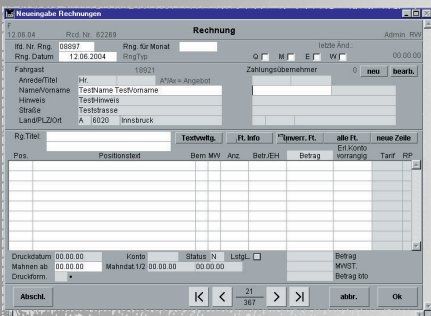 Neueingabe Rechnungen
F
12.06.04 Rcd. Nr: 62269 Rechnung Admin RW
lfd. Nr. Rng. 08897 Rng. für Monat letzte Änd.:
Rng. Datum 12.06.2004 RngTyp Q M E W 00.00.00
Fahrgast 18921 Zahlungsübernehmer 0 neu bearb.
Anrede/Titel Hr. A*/Ax = Angebot
Name/Vorname TestName TestVorname
Hinweis TestHinweis
Straße Teststrasse
Land/PLZ/Ort A 6020 Innsbruck
Rg.Titel: Textvwltg. Ft. Info unverr. Ft. alle Ft. neue Zeile
Pos. Positionstext Bem MW Anz. Betr./EH Betrag Erl.Konto vorrangig Tarif RP
Druckdatum 00.00.00 Konto Status N LstgL. Betrag
Mahnen ab 00.00.00 Mahndat.1/2 00.00.00 00.00.00 MWST.
Druckform. Betrag bto
Abschl. 21 367 abbr. Ok